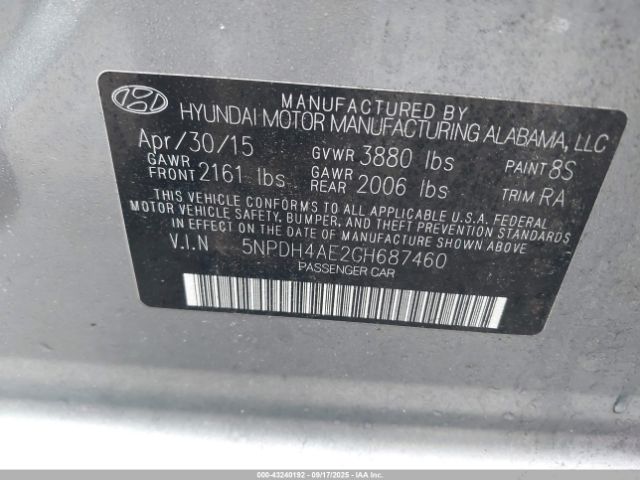 MANUFACTURED BY
HYUNDAI MOTOR MANUFACTURING ALABAMA, LLC
Apr/30/15 GVWR 3880 lbs PAINT 8S
GAWR FRONT 2161 lbs GAWR REAR 2006 lbs TRIM RA
THIS VEHICLE CONFORMS TO ALL APPLICABLE U.S.A. FEDERAL
MOTOR VEHICLE SAFETY, BUMPER, AND THEFT PREVENTION STANDARDS
IN EFFECT ON THE DATE OF MANUFACTURE SHOWN ABOVE.
V.I.N 5NPDH4AE2GH687460
PASSENGER CAR
000-43240192 - 09/17/2025 - IAAI.COM